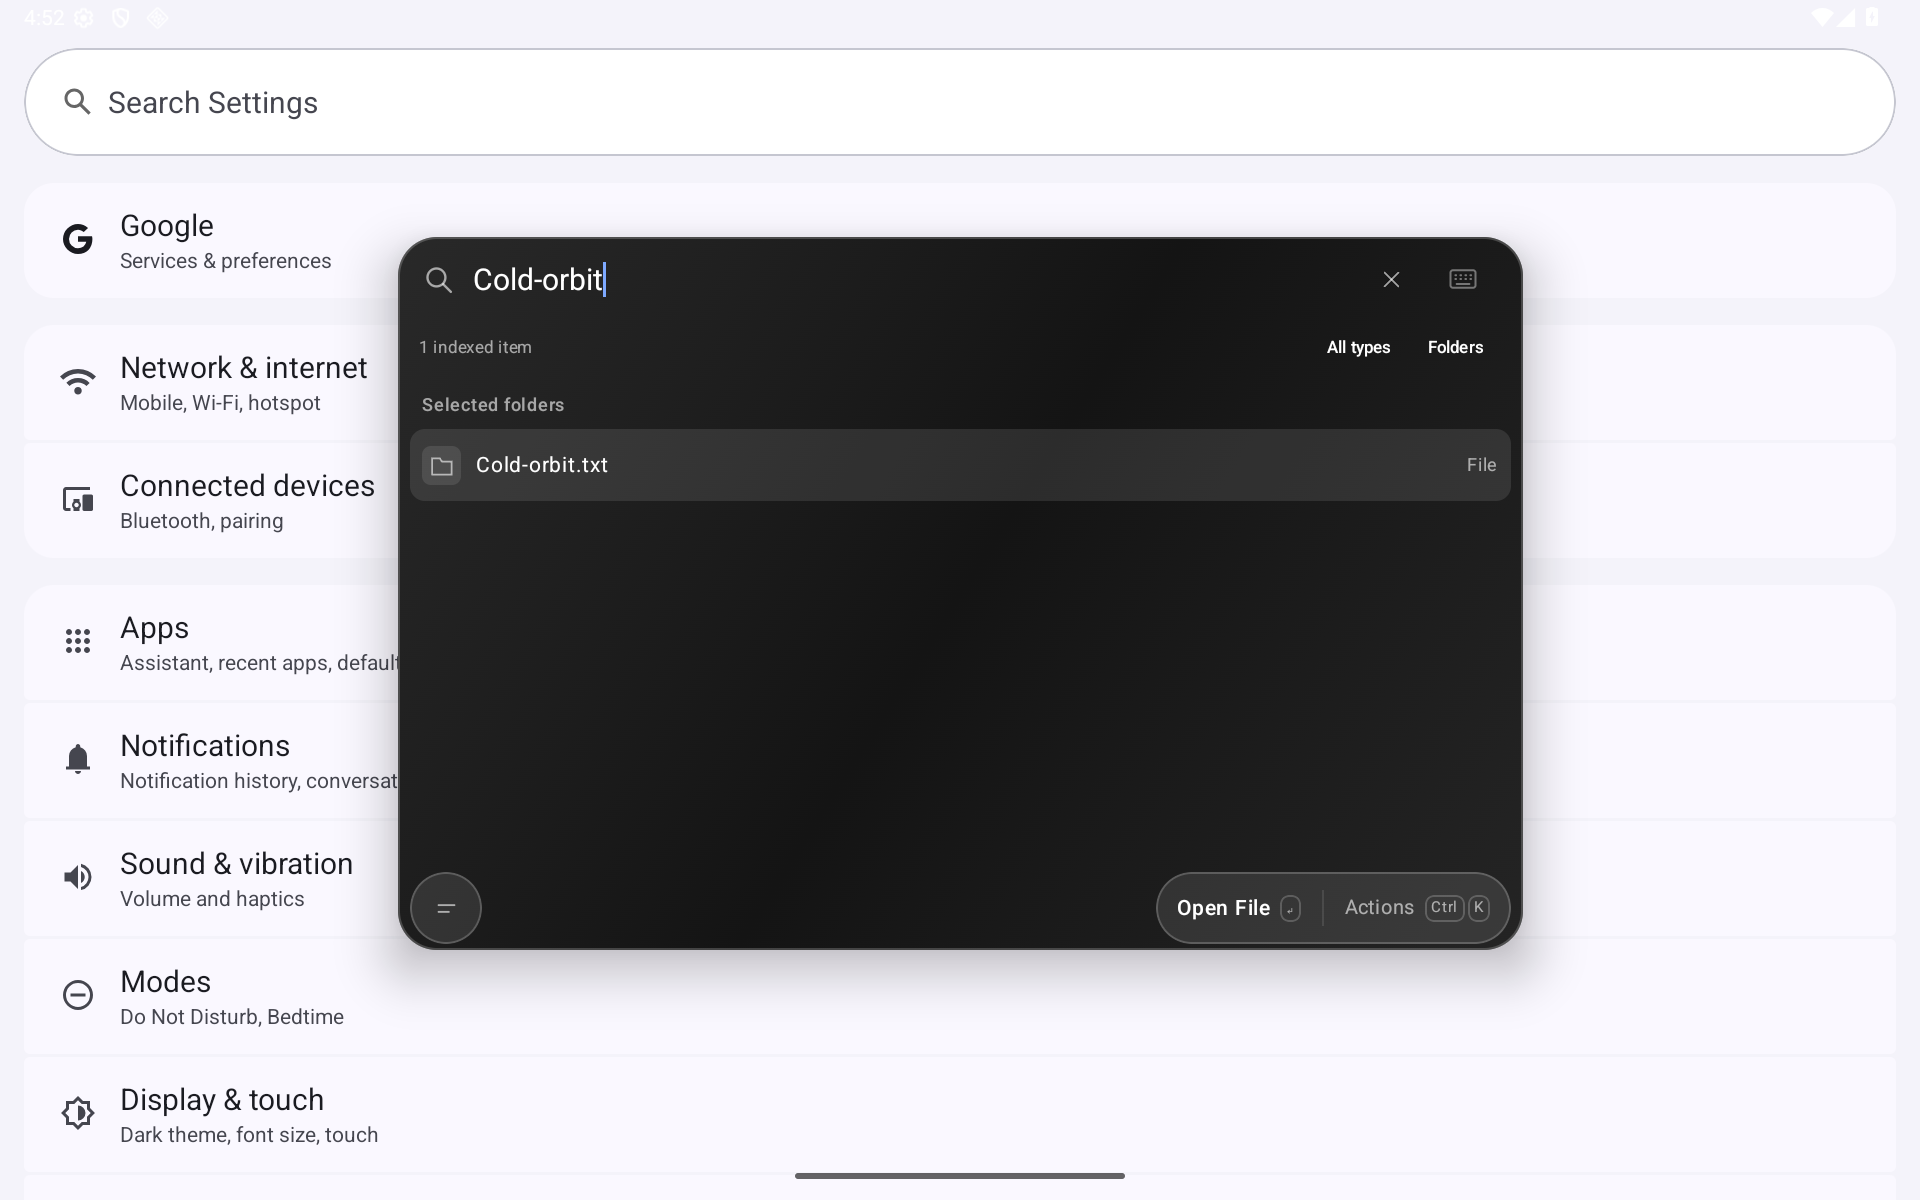 4:52
Search Settings
Google
Services & preferences
Network & internet
Mobile, Wi-Fi, hotspot
Connected devices
Bluetooth, pairing
Apps
Assistant, recent apps, default
Notifications
Notification history, conversat
Sound & vibration
Volume and haptics
Modes
Do Not Disturb, Bedtime
Display & touch
Dark theme, font size, touch
Cold-orbit
1 indexed item
All types Folders
Selected folders
Cold-orbit.txt File
Open File Actions Ctrl K